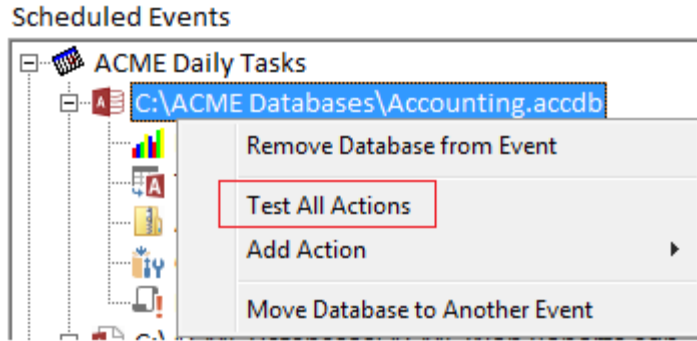 Scheduled Events
ACME Daily Tasks
C:\ACME Databases\Accounting.accdb
Remove Database from Event
Test All Actions
Add Action
Move Database to Another Event